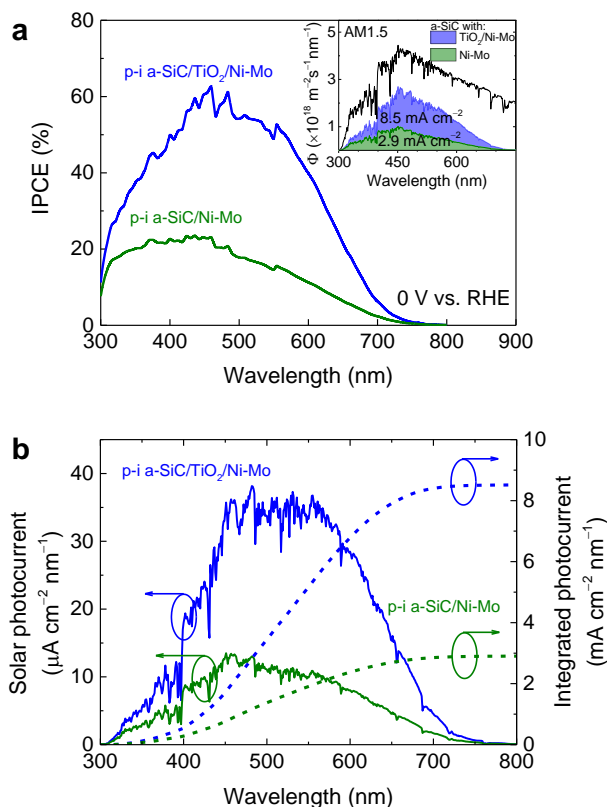 a
p-i a-SiC/TiO₂/Ni-Mo
p-i a-SiC/Ni-Mo
0 V vs. RHE
IPCE (%)
80
60
40
20
0
300 400 500 600 700 800 900
Wavelength (nm)
AM1.5
a-SiC with:
TiO₂/Ni-Mo
Ni-Mo
8.5 mA cm⁻²
2.9 mA cm⁻²
Φ (×10¹⁸ m⁻²s⁻¹nm⁻¹)
5
4
3
2
1
300 450 600
Wavelength (nm)
b
p-i a-SiC/TiO₂/Ni-Mo
p-i a-SiC/Ni-Mo
Solar photocurrent
(μA cm⁻² nm⁻¹)
40
30
20
10
0
Integrated photocurrent
(mA cm⁻²)
10
8
6
4
2
0
300 400 500 600 700 800
Wavelength (nm)